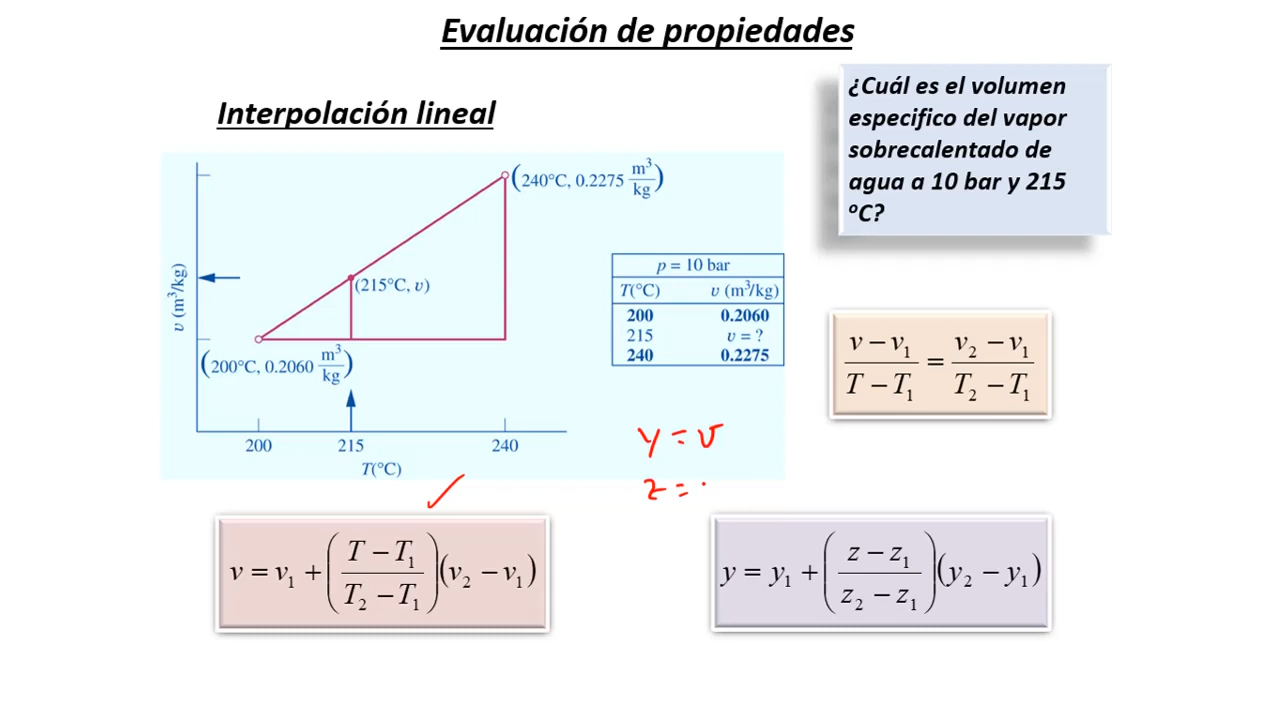 Evaluación de propiedades
Interpolación lineal
¿Cuál es el volumen
especifico del vapor
sobrecalentado de
agua a 10 bar y 215
ºC?
(240°C, 0.2275 m³/kg)
(215°C, υ)
(200°C, 0.2060 m³/kg)
υ (m³/kg)
200 215 240
T(°C)
p = 10 bar
T(°C) υ (m³/kg)
200 0.2060
215 υ = ?
240 0.2275
(v − v₁)/(T − T₁) = (v₂ − v₁)/(T₂ − T₁)
y = v
z =
v = v₁ + ((T − T₁)/(T₂ − T₁))(v₂ − v₁)
y = y₁ + ((z − z₁)/(z₂ − z₁))(y₂ − y₁)